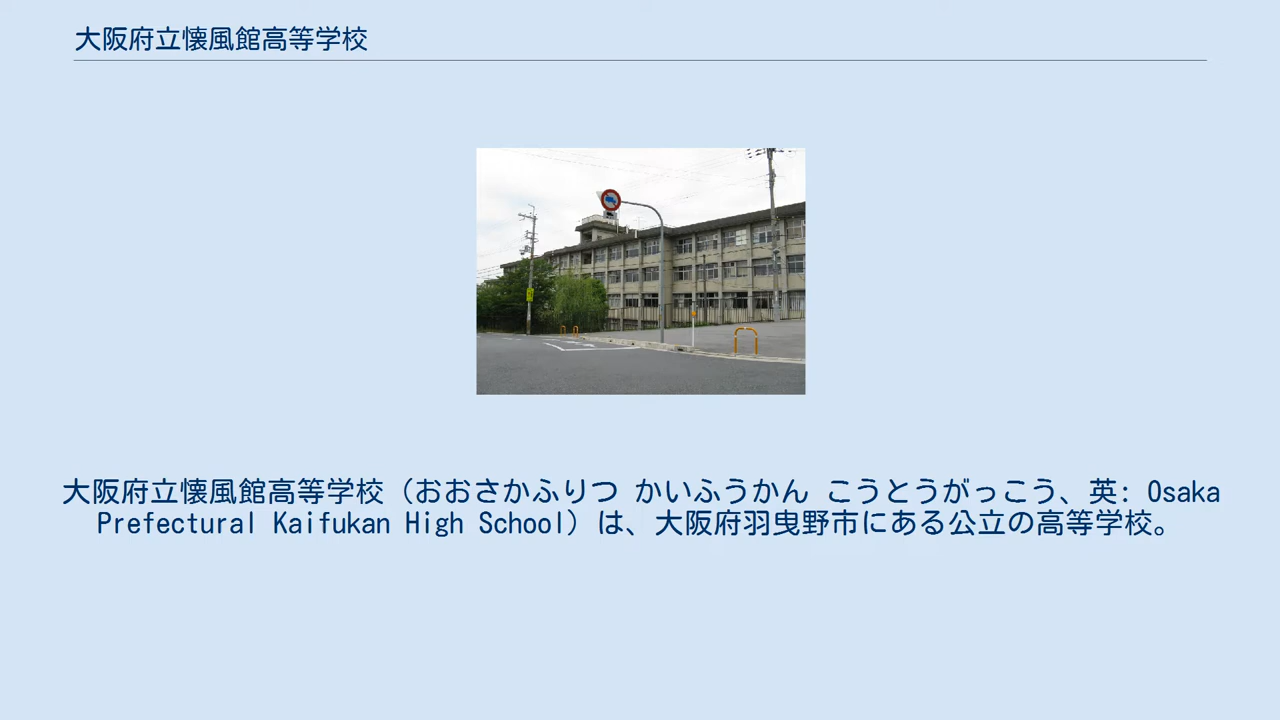 大阪府立懐風館高等学校
大阪府立懐風館高等学校（おおさかふりつ かいふうかん こうとうがっこう、英: Osaka
Prefectural Kaifukan High School）は、大阪府羽曳野市にある公立の高等学校。